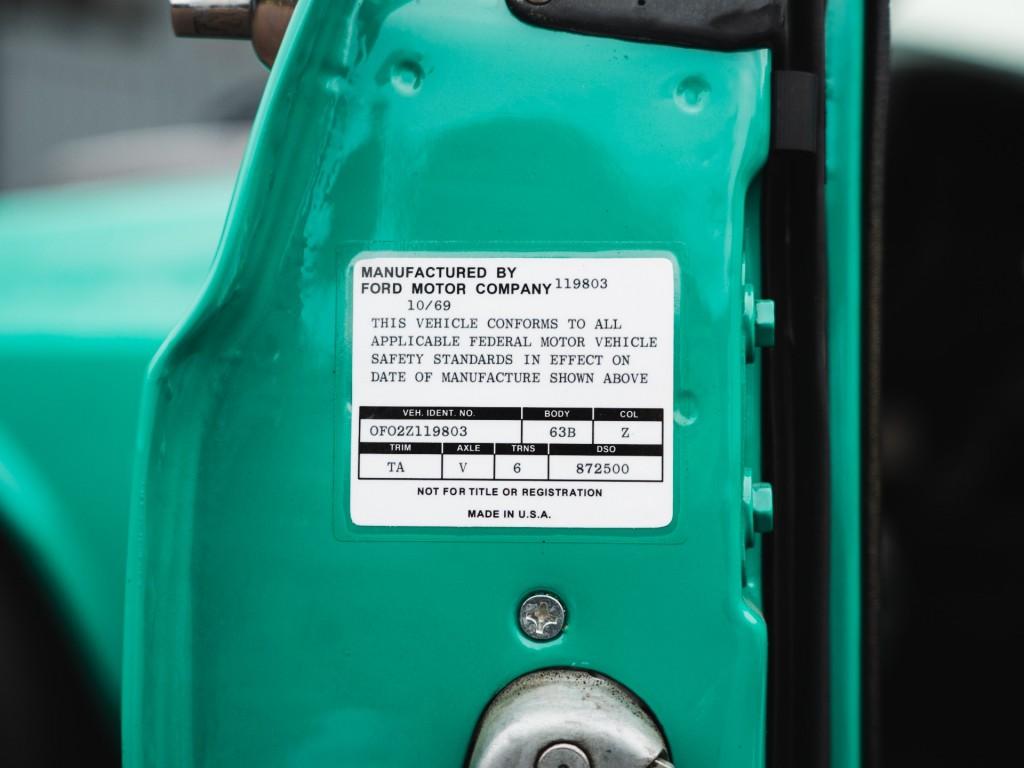 MANUFACTURED BY
FORD MOTOR COMPANY 119803
10/69
THIS VEHICLE CONFORMS TO ALL
APPLICABLE FEDERAL MOTOR VEHICLE
SAFETY STANDARDS IN EFFECT ON
DATE OF MANUFACTURE SHOWN ABOVE
VEH. IDENT. NO. BODY COL
0F02Z119803 63B Z
TRIM AXLE TRNS DSO
TA V 6 872500
NOT FOR TITLE OR REGISTRATION
MADE IN U.S.A.